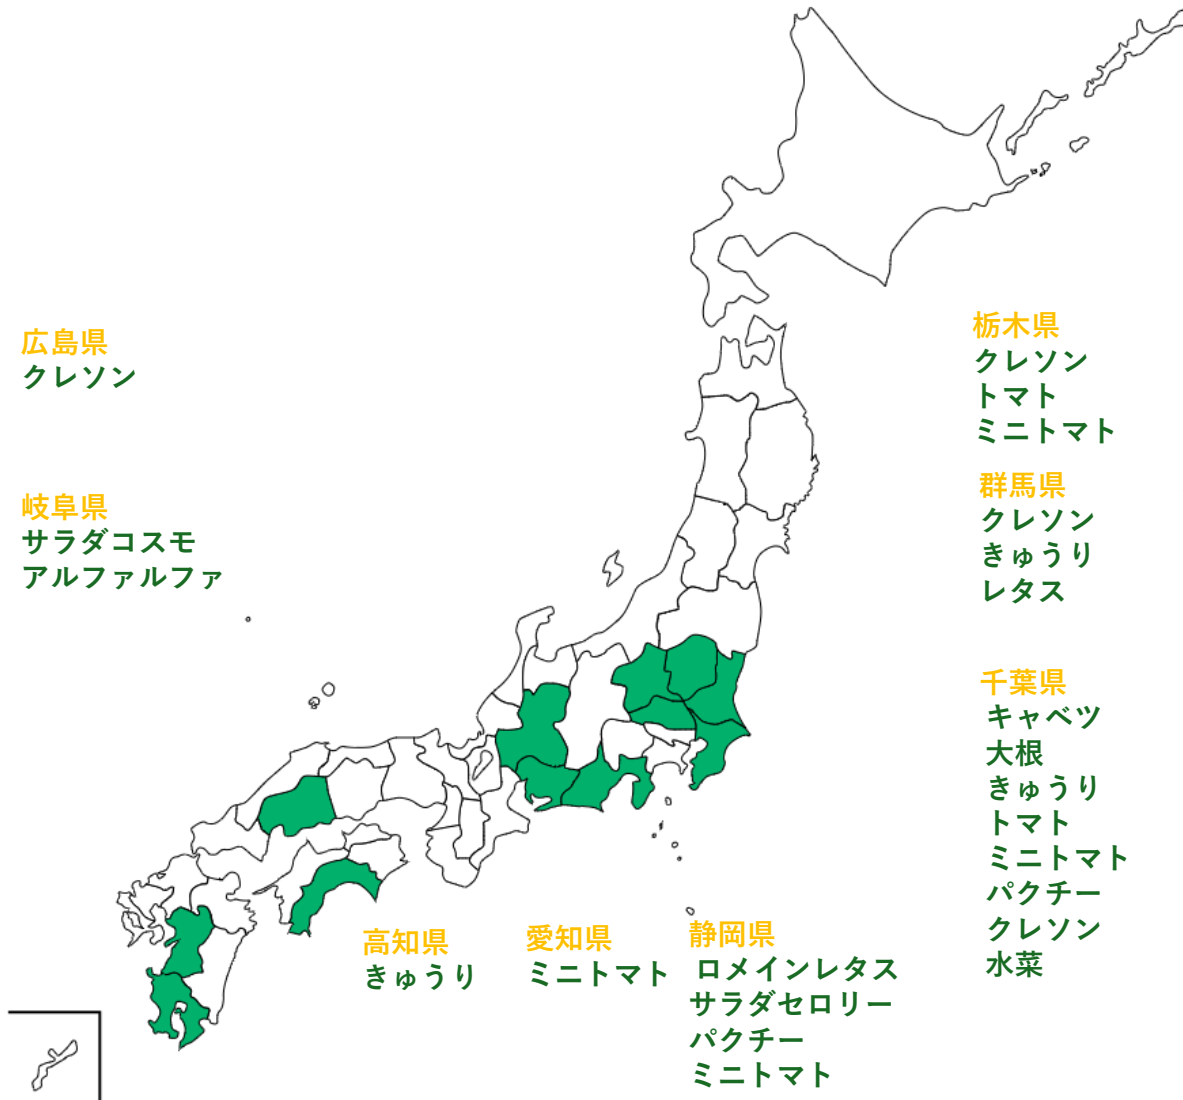 広島県
クレソン
岐阜県
サラダコスモ
アルファルファ
栃木県
クレソン
トマト
ミニトマト
群馬県
クレソン
きゅうり
レタス
千葉県
キャベツ
大根
きゅうり
トマト
ミニトマト
パクチー
クレソン
水菜
高知県
きゅうり
愛知県
ミニトマト
静岡県
ロメインレタス
サラダセロリー
パクチー
ミニトマト